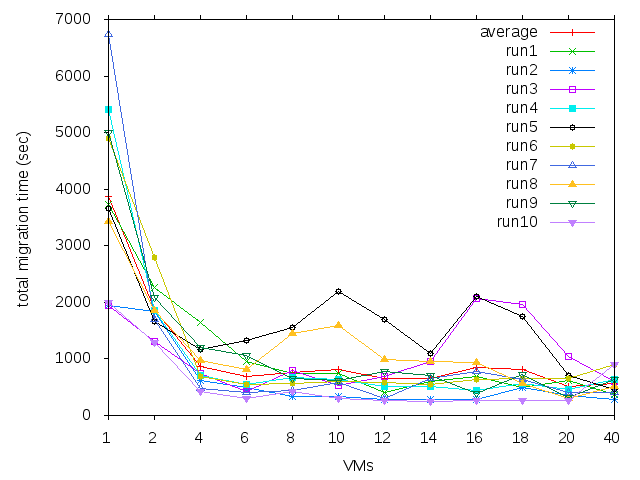 7000
6000
5000
4000
3000
2000
1000
0
total migration time (sec)
average
run1
run2
run3
run4
run5
run6
run7
run8
run9
run10
1 2 4 6 8 10 12 14 16 18 20 40
VMs